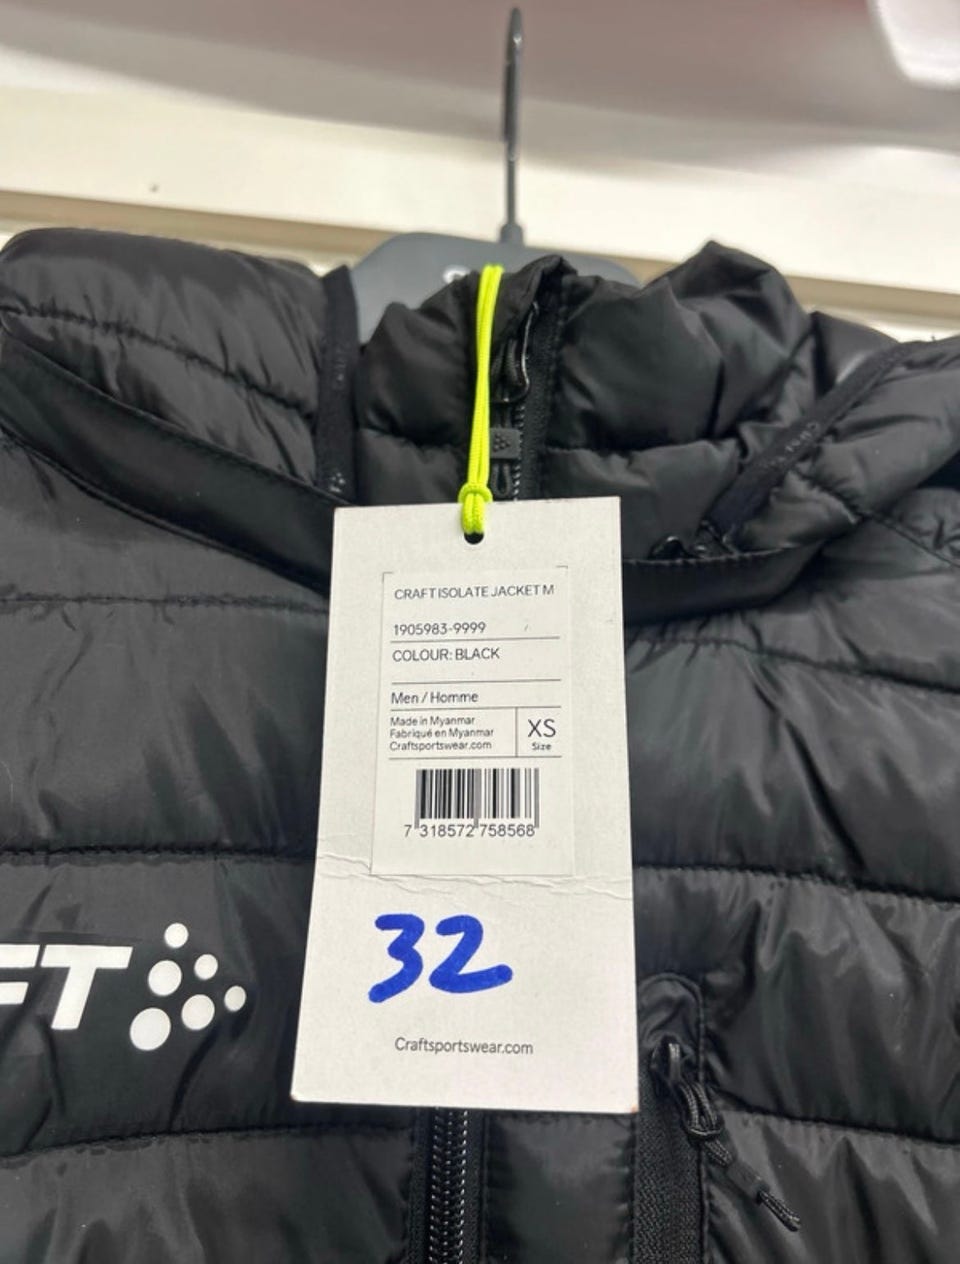 CRAFT ISOLATE JACKET M
1905983-9999
COLOUR: BLACK
Men / Homme
Made in Myanmar
Fabriqué en Myanmar
Craftsportswear.com
XS
Size
7 318572 758568
32
FT
Craftsportswear.com